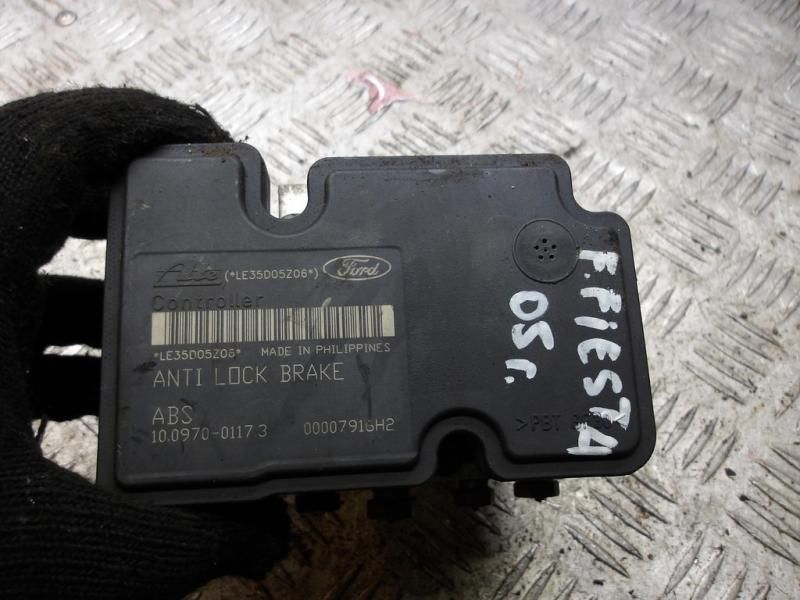 Ate (*LE35D05Z06*) Ford
Controller
*LE35D05Z06* MADE IN PHILIPPINES
ANTI LOCK BRAKE
ABS
10.0970-0117.3 00007916H2
F.FIESTA
05г.
>PBT